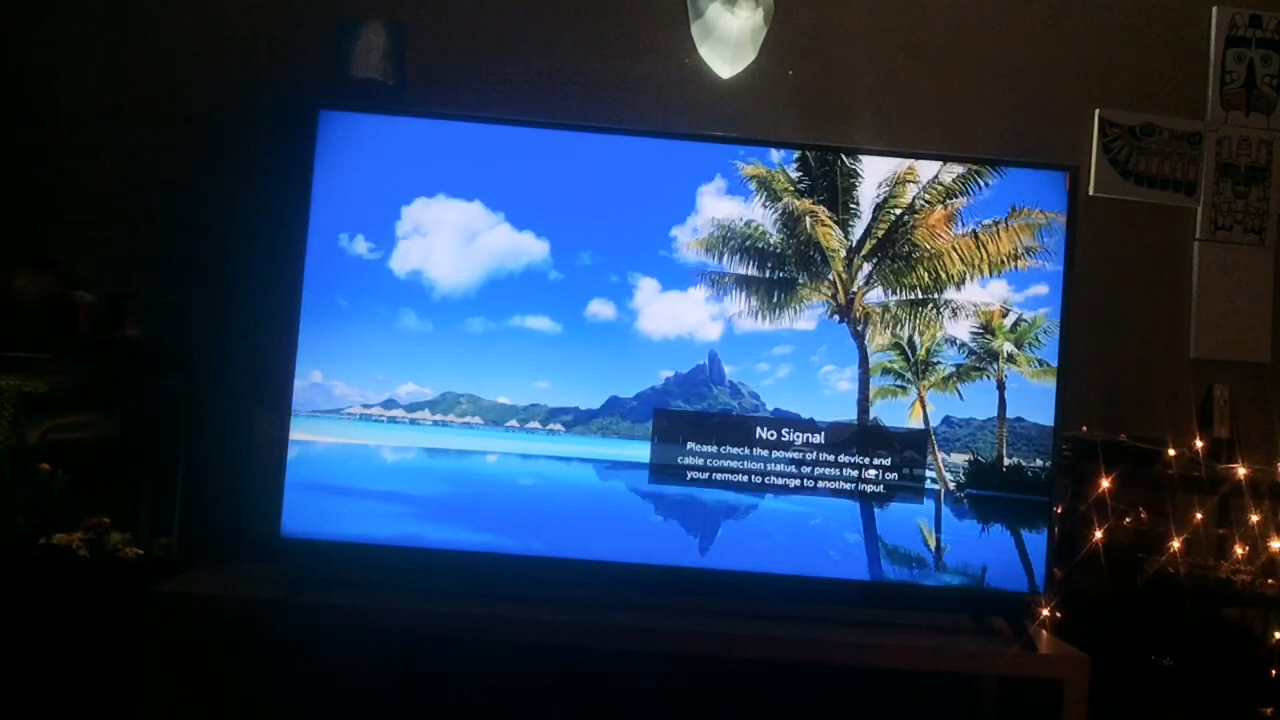 No Signal
Please check the power of the device and
cable connection status, or press the [] on
your remote to change to another input.